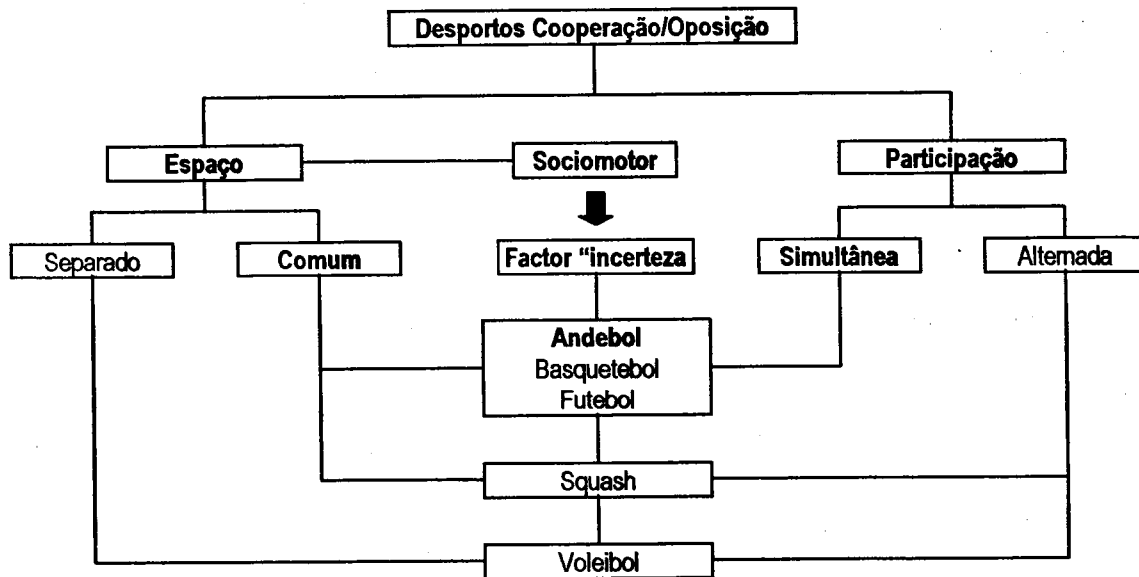 Desportos Cooperação/Oposição
Espaço
Sociomotor
Participação
Separado
Comum
Factor “incerteza
Simultânea
Alternada
Andebol
Basquetebol
Futebol
Squash
Voleibol